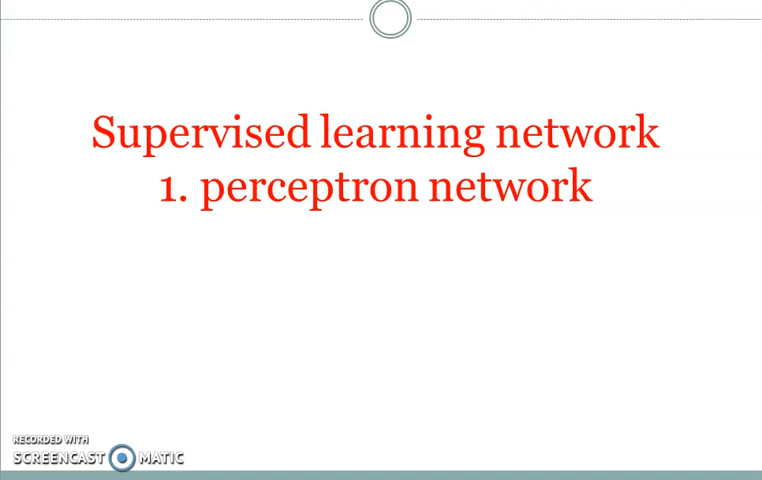 Supervised learning network
1. perceptron network
RECORDED WITH
SCREENCAST MATIC